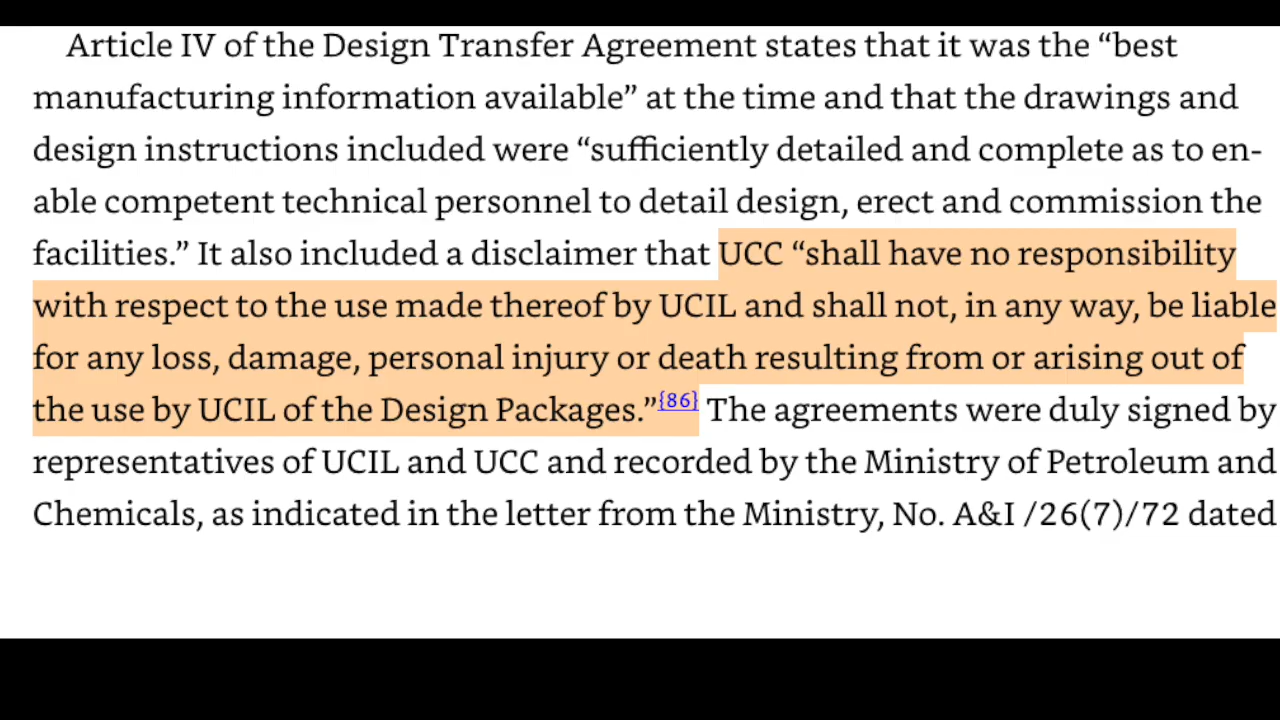 Article IV of the Design Transfer Agreement states that it was the “best
manufacturing information available” at the time and that the drawings and
design instructions included were “sufficiently detailed and complete as to en-
able competent technical personnel to detail design, erect and commission the
facilities.” It also included a disclaimer that UCC “shall have no responsibility
with respect to the use made thereof by UCIL and shall not, in any way, be liable
for any loss, damage, personal injury or death resulting from or arising out of
the use by UCIL of the Design Packages.”{86} The agreements were duly signed by
representatives of UCIL and UCC and recorded by the Ministry of Petroleum and
Chemicals, as indicated in the letter from the Ministry, No. A&I /26(7)/72 dated